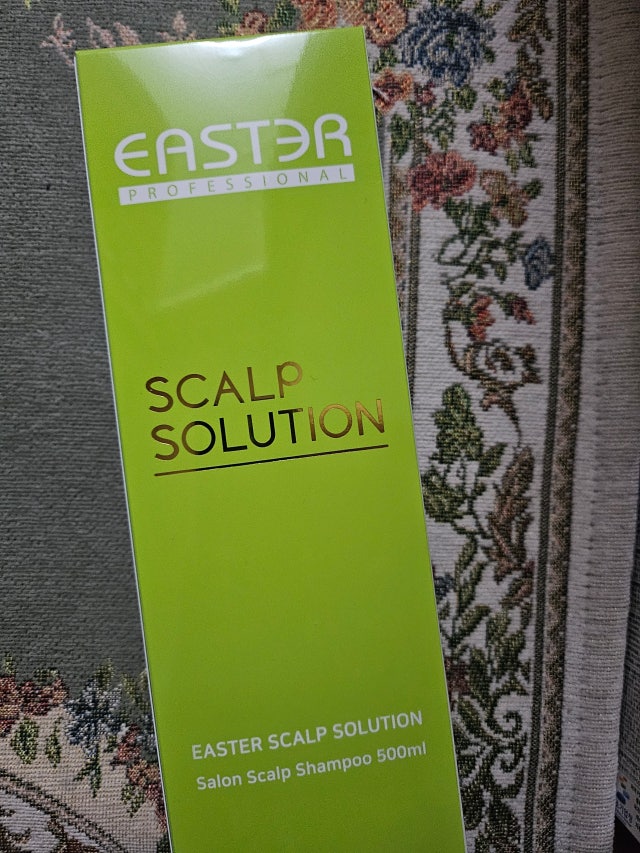 EASTER
PROFESSIONAL
SCALP
SOLUTION
EASTER SCALP SOLUTION
Salon Scalp Shampoo 500ml